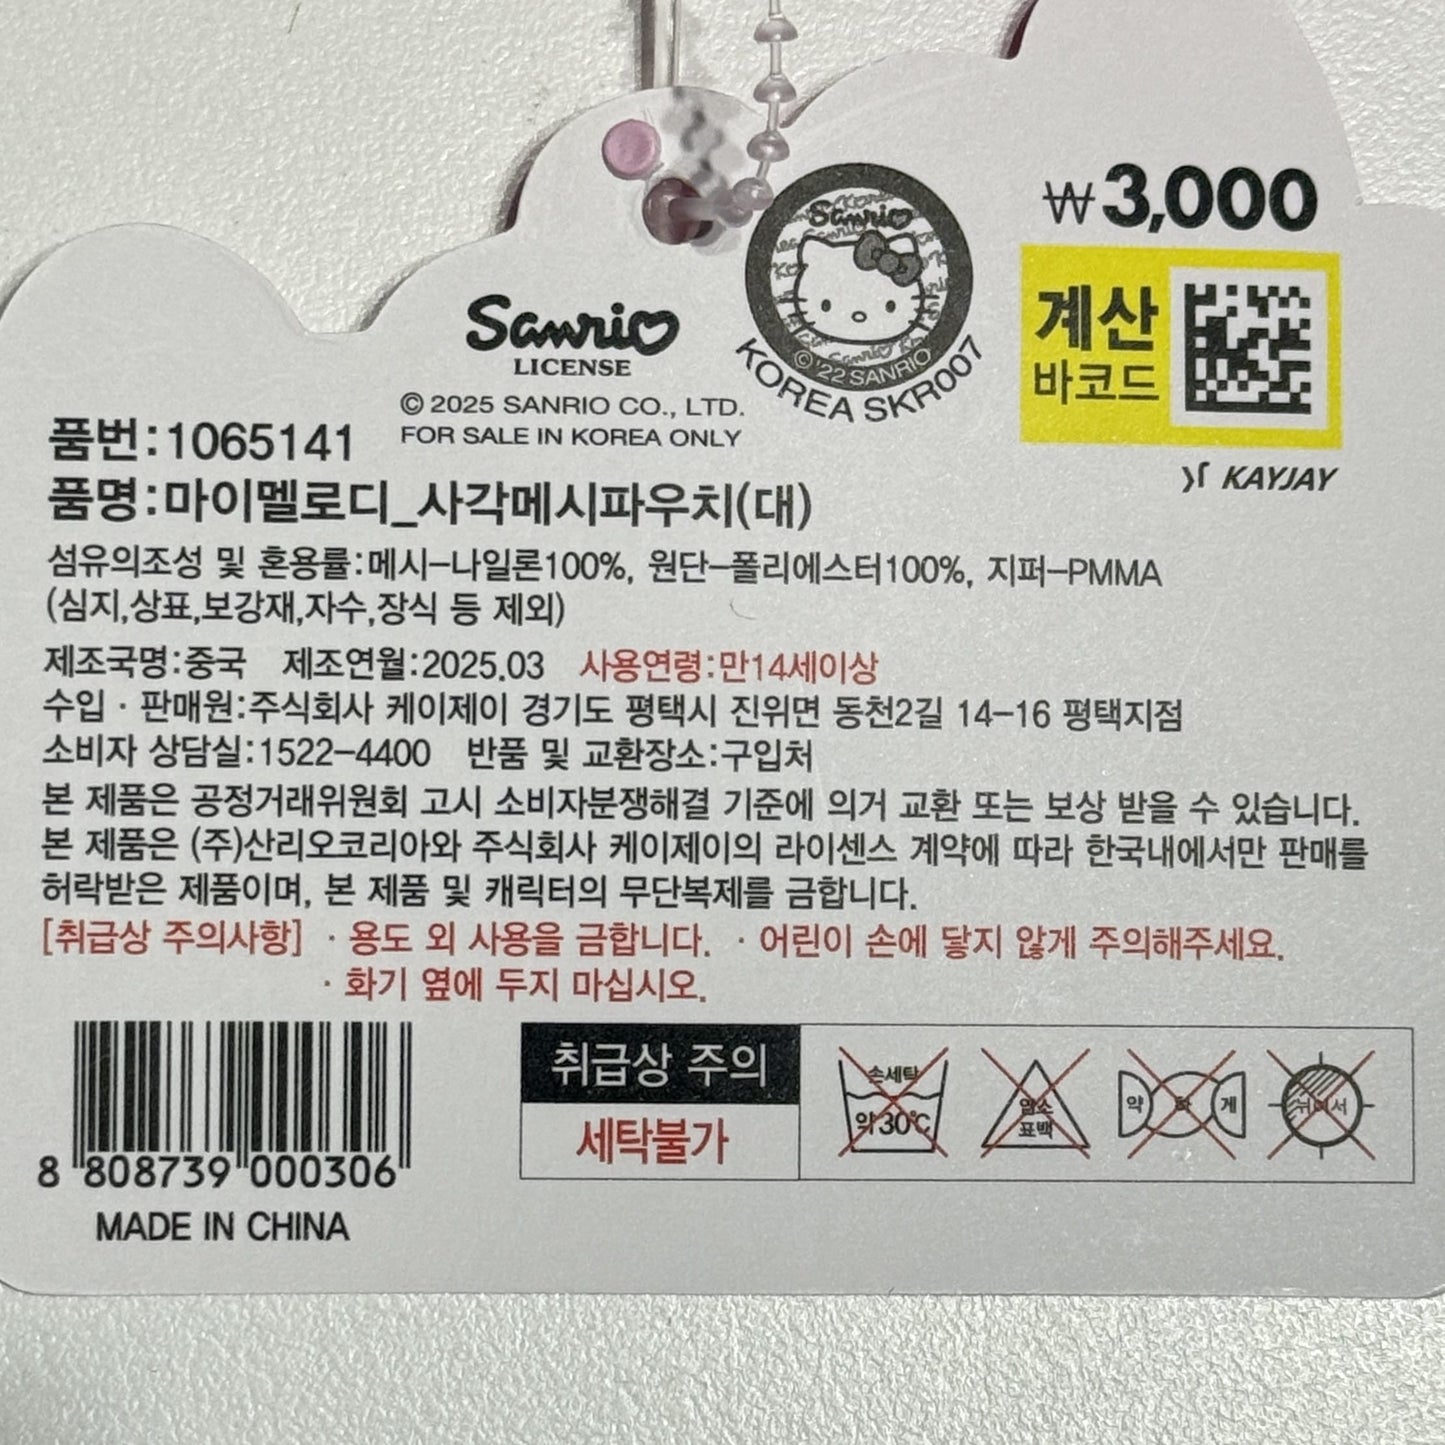 ₩3,000
계산
바코드
KAYJAY
Sanrio
© '22 SANRIO
KOREA SKR007
Sanrio
LICENSE
© 2025 SANRIO CO., LTD.
FOR SALE IN KOREA ONLY
품번:1065141
품명:마이멜로디_사각메시파우치(대)
섬유의조성 및 혼용률:메시-나일론100%, 원단-폴리에스터100%, 지퍼-PMMA
(심지,상표,보강재,자수,장식 등 제외)
제조국명:중국 제조연월:2025.03 사용연령:만14세이상
수입 · 판매원:주식회사 케이제이 경기도 평택시 진위면 동천2길 14-16 평택지점
소비자 상담실:1522-4400 반품 및 교환장소:구입처
본 제품은 공정거래위원회 고시 소비자분쟁해결 기준에 의거 교환 또는 보상 받을 수 있습니다.
본 제품은 (주)산리오코리아와 주식회사 케이제이의 라이센스 계약에 따라 한국내에서만 판매를
허락받은 제품이며, 본 제품 및 캐릭터의 무단복제를 금합니다.
[취급상 주의사항] · 용도 외 사용을 금합니다. · 어린이 손에 닿지 않게 주의해주세요.
· 화기 옆에 두지 마십시오.
취급상 주의
세탁불가
손세탁
약30℃
염소
표백
약 하 게
뉘어서
8 808739 000306
MADE IN CHINA